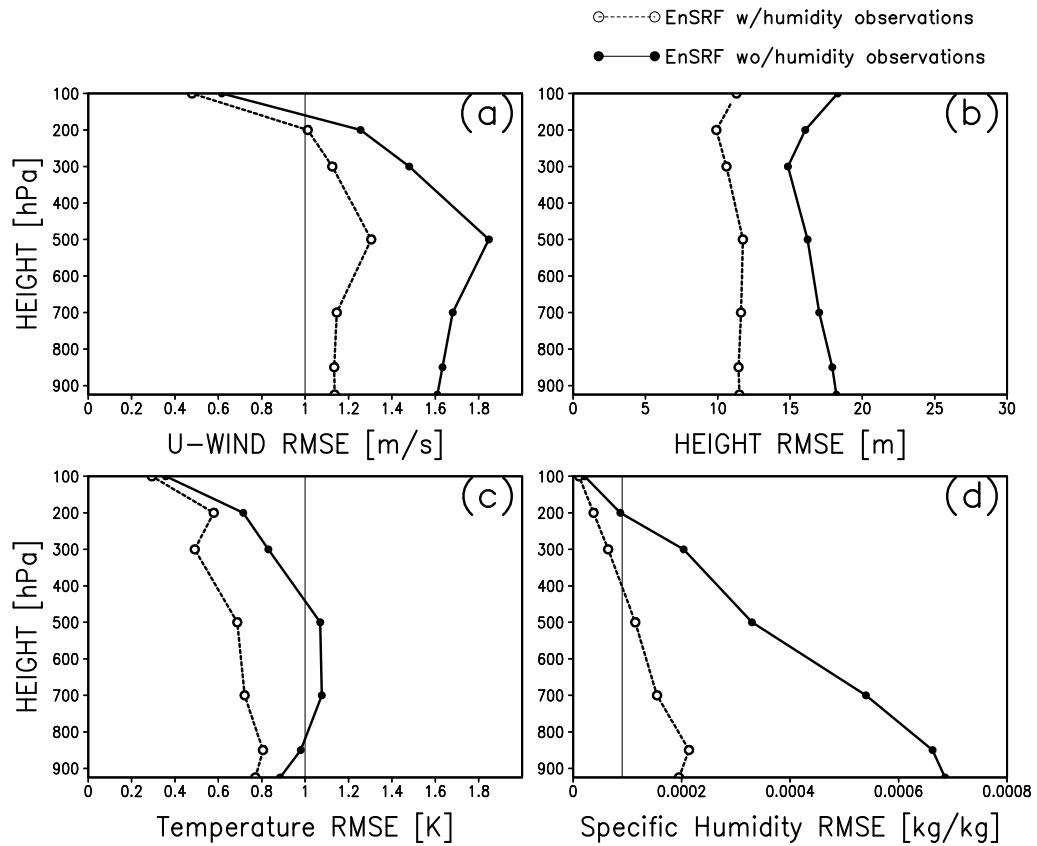 EnSRF w/humidity observations
EnSRF wo/humidity observations
(a)
100
200
300
400
500
600
700
800
900
HEIGHT [hPa]
0 0.2 0.4 0.6 0.8 1 1.2 1.4 1.6 1.8
U-WIND RMSE [m/s]
(b)
100
200
300
400
500
600
700
800
900
0 5 10 15 20 25 30
HEIGHT RMSE [m]
(c)
100
200
300
400
500
600
700
800
900
HEIGHT [hPa]
0 0.2 0.4 0.6 0.8 1 1.2 1.4 1.6 1.8
Temperature RMSE [K]
(d)
100
200
300
400
500
600
700
800
900
0 0.0002 0.0004 0.0006 0.0008
Specific Humidity RMSE [kg/kg]